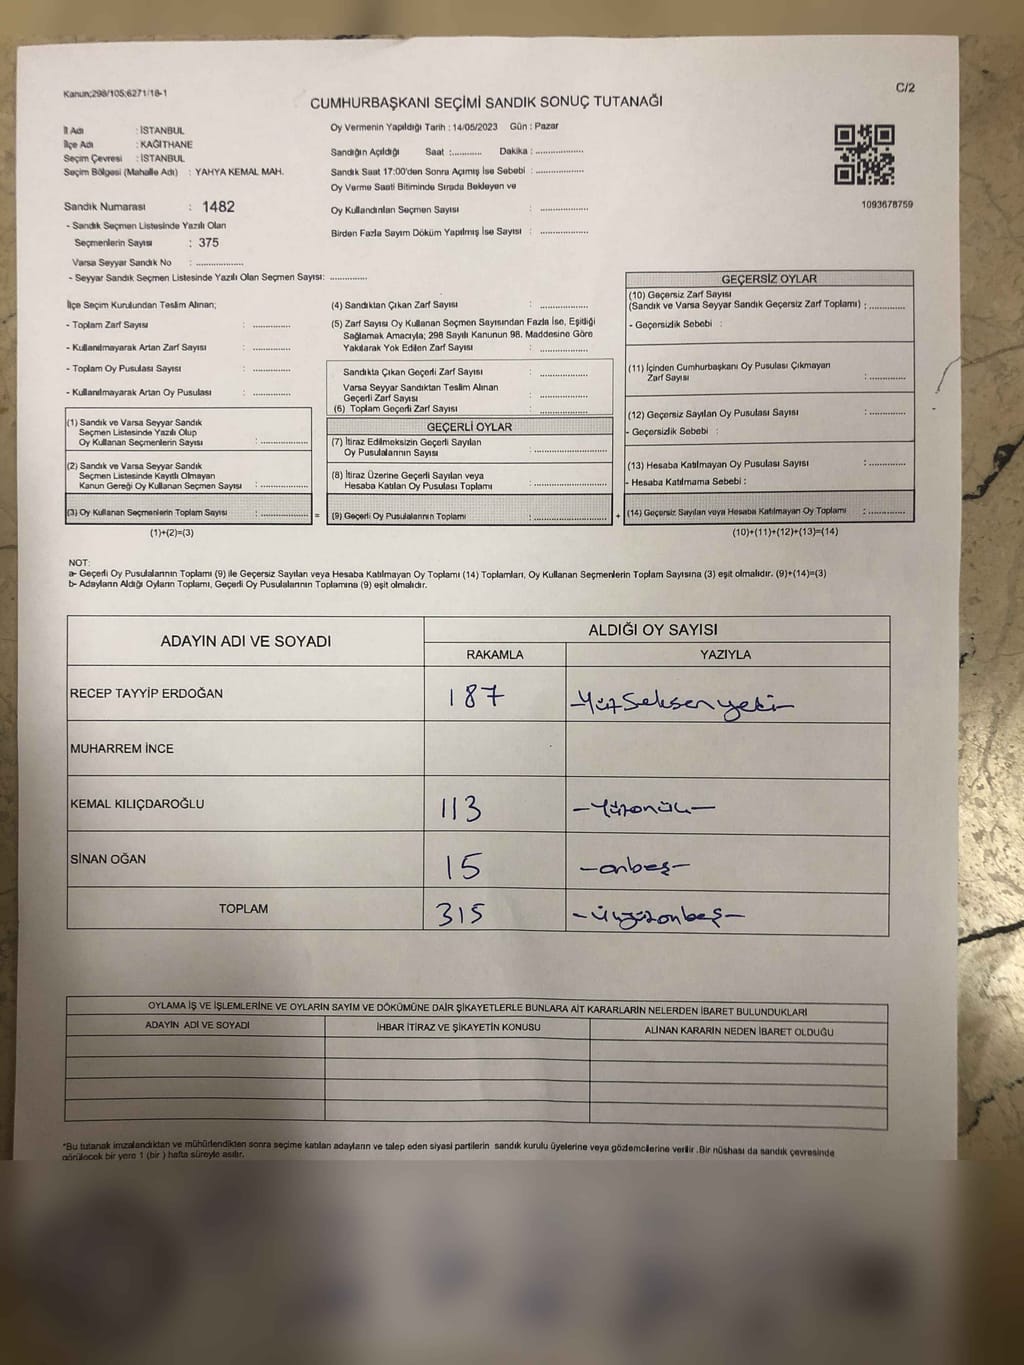 Kanun;298/105;6271/18-1
C/2
CUMHURBAŞKANI SEÇİMİ SANDIK SONUÇ TUTANAĞI
İl Adı : İSTANBUL
İlçe Adı : KAĞITHANE
Seçim Çevresi : İSTANBUL
Seçim Bölgesi (Mahalle Adı) : YAHYA KEMAL MAH.
Sandık Numarası : 1482
- Sandık Seçmen Listesinde Yazılı Olan
Seçmenlerin Sayısı : 375
Varsa Seyyar Sandık No : ..............
- Seyyar Sandık Seçmen Listesinde Yazılı Olan Seçmen Sayısı: ............
Oy Vermenin Yapıldığı Tarih : 14/05/2023 Gün : Pazar
Sandığın Açıldığı Saat :........... Dakika : ................
Sandık Saat 17:00'den Sonra Açımış İse Sebebi : ................
Oy Verme Saati Bitiminde Sırada Bekleyen ve
Oy Kullandırılan Seçmen Sayısı : ................
Birden Fazla Sayım Döküm Yapılmış İse Sayısı : ................
1093678759
İlçe Seçim Kurulundan Teslim Alınan;
- Toplam Zarf Sayısı : ............
- Kullanılmayarak Artan Zarf Sayısı : ............
- Toplam Oy Pusulası Sayısı : ............
- Kullanılmayarak Artan Oy Pusulası : ............
(1) Sandık ve Varsa Seyyar Sandık
Seçmen Listesinde Yazılı Olup
Oy Kullanan Seçmenlerin Sayısı : ................
(2) Sandık ve Varsa Seyyar Sandık
Seçmen Listesinde Kayıtlı Olmayan
Kanun Gereği Oy Kullanan Seçmen Sayısı : ................
(3) Oy Kullanan Seçmenlerin Toplam Sayısı : ................
(1)+(2)=(3)
(4) Sandıktan Çıkan Zarf Sayısı : ................
(5) Zarf Sayısı Oy Kullanan Seçmen Sayısından Fazla İse, Eşitliği
Sağlamak Amacıyla; 298 Sayılı Kanunun 98. Maddesine Göre
Yakılarak Yok Edilen Zarf Sayısı : ................
Sandıkta Çıkan Geçerli Zarf Sayısı : ................
Varsa Seyyar Sandıktan Teslim Alınan
Geçerli Zarf Sayısı : ................
(6) Toplam Geçerli Zarf Sayısı : ................
GEÇERLİ OYLAR
(7) İtiraz Edilmeksizin Geçerli Sayılan
Oy Pusulalarının Sayısı : ................
(8) İtiraz Üzerine Geçerli Sayılan veya
Hesaba Katılan Oy Pusulası Toplamı : ................
=
(9) Geçerli Oy Pusulalarının Toplamı : ................
+
GEÇERSİZ OYLAR
(10) Geçersiz Zarf Sayısı
(Sandık ve Varsa Seyyar Sandık Geçersiz Zarf Toplamı) : ............
- Geçersizlik Sebebi :
(11) İçinden Cumhurbaşkanı Oy Pusulası Çıkmayan
Zarf Sayısı : ............
(12) Geçersiz Sayılan Oy Pusulası Sayısı : ............
- Geçersizlik Sebebi :
(13) Hesaba Katılmayan Oy Pusulası Sayısı : ............
- Hesaba Katılmama Sebebi :
(14) Geçersiz Sayılan veya Hesaba Katılmayan Oy Toplamı : ............
(10)+(11)+(12)+(13)=(14)
NOT:
a- Geçerli Oy Pusulalarının Toplamı (9) ile Geçersiz Sayılan veya Hesaba Katılmayan Oy Toplamı (14) Toplamları, Oy Kullanan Seçmenlerin Toplam Sayısına (3) eşit olmalıdır. (9)+(14)=(3)
b- Adayların Aldığı Oyların Toplamı, Geçerli Oy Pusulalarının Toplamına (9) eşit olmalıdır.
ADAYIN ADI VE SOYADI
ALDIĞI OY SAYISI
RAKAMLA YAZIYLA
RECEP TAYYİP ERDOĞAN 187 -Yüzseksenyedi-
MUHARREM İNCE
KEMAL KILIÇDAROĞLU 113 -Yüzonüç-
SİNAN OĞAN 15 -onbeş-
TOPLAM 315 -Üçyüzonbeş-
OYLAMA İŞ VE İŞLEMLERİNE VE OYLARIN SAYIM VE DÖKÜMÜNE DAİR ŞİKAYETLERLE BUNLARA AİT KARARLARIN NELERDEN İBARET BULUNDUKLARI
ADAYIN ADI VE SOYADI İHBAR İTİRAZ VE ŞİKAYETİN KONUSU ALINAN KARARIN NEDEN İBARET OLDUĞU
*Bu tutanak imzalandıktan ve mühürlendikten sonra seçime katılan adayların ve talep eden siyasi partilerin sandık kurulu üyelerine veya gözlemcilerine verilir .Bir nüshası da sandık çevresinde
görülecek bir yere 1 (bir ) hafta süreyle asılır.